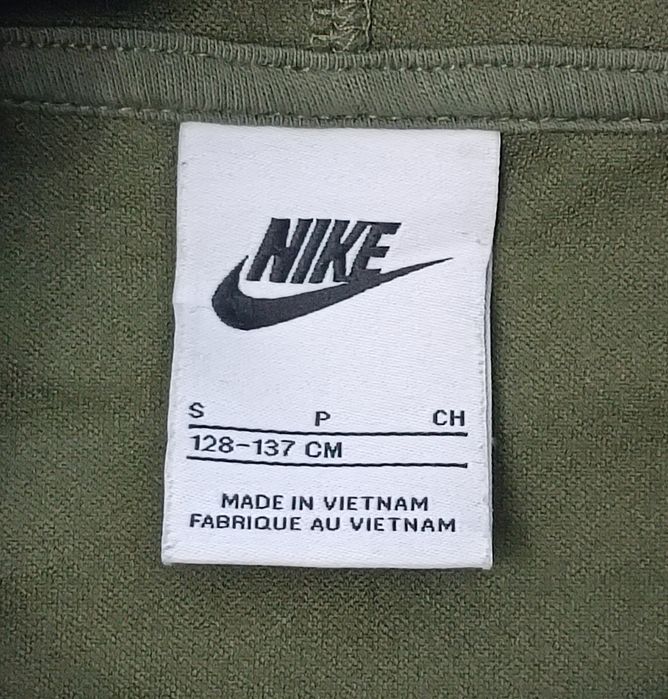 NIKE
S P CH
128-137 CM
MADE IN VIETNAM
FABRIQUE AU VIETNAM